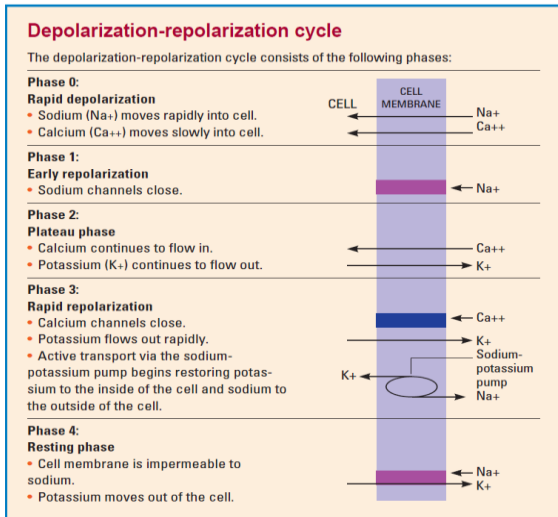 Depolarization-repolarization cycle
The depolarization-repolarization cycle consists of the following phases:
Phase 0:
Rapid depolarization
• Sodium (Na+) moves rapidly into cell.
• Calcium (Ca++) moves slowly into cell.
CELL
CELL
MEMBRANE
Na+
Ca++
Phase 1:
Early repolarization
• Sodium channels close.
Na+
Phase 2:
Plateau phase
• Calcium continues to flow in.
• Potassium (K+) continues to flow out.
Ca++
K+
Phase 3:
Rapid repolarization
• Calcium channels close.
• Potassium flows out rapidly.
• Active transport via the sodium-
potassium pump begins restoring potas-
sium to the inside of the cell and sodium to
the outside of the cell.
Ca++
K+
Sodium-
potassium
pump
K+
Na+
Phase 4:
Resting phase
• Cell membrane is impermeable to
sodium.
• Potassium moves out of the cell.
Na+
K+